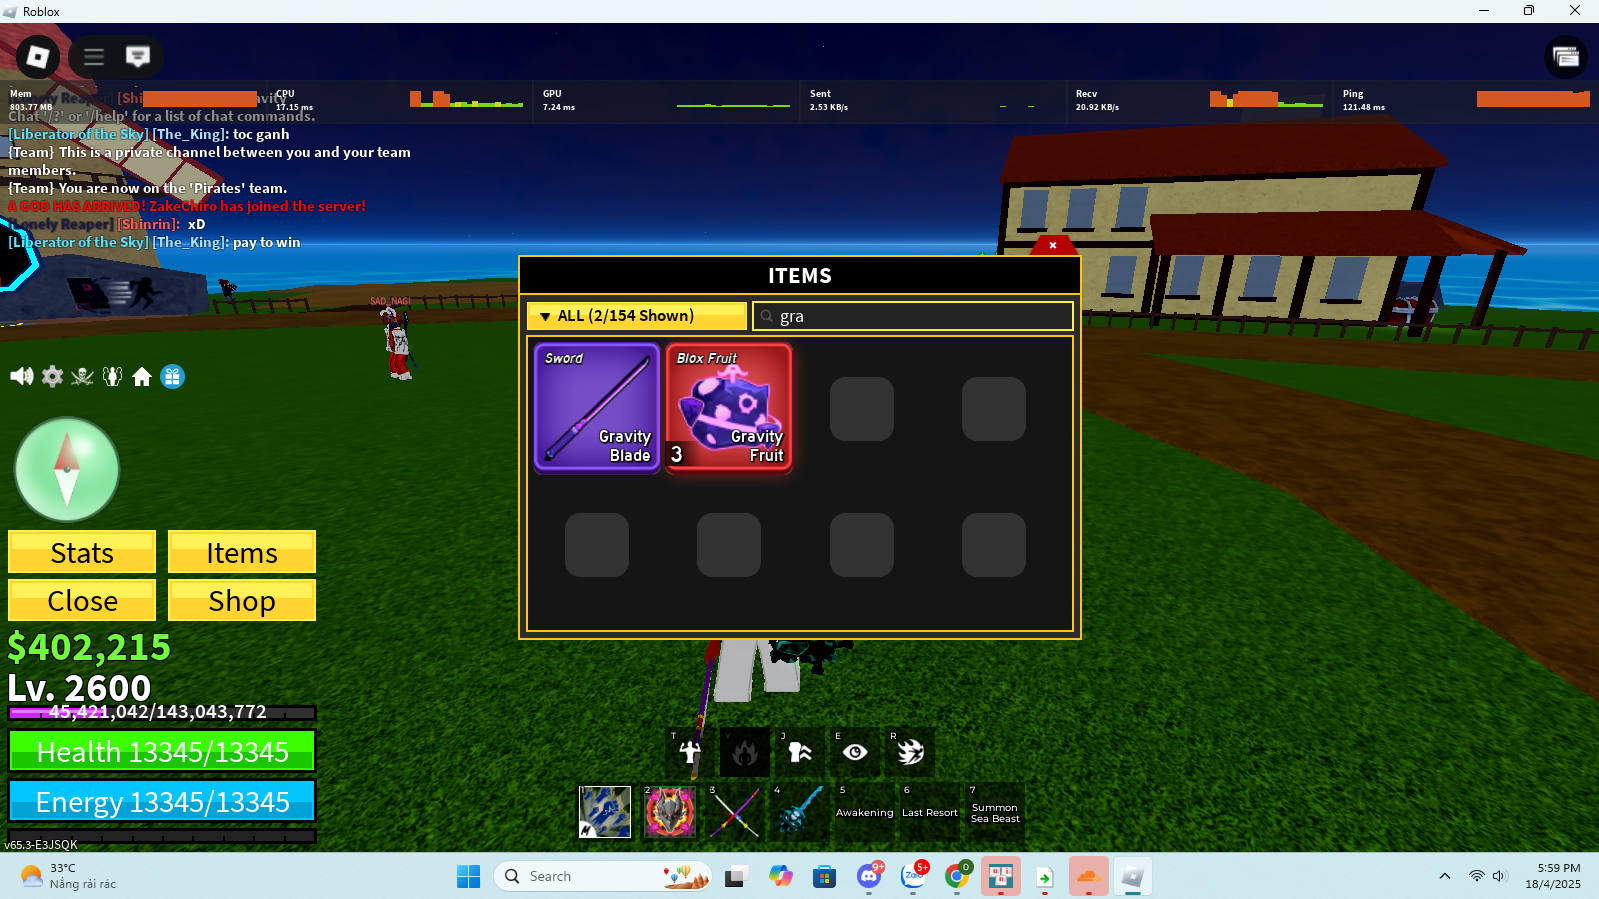 Roblox
Mem
803.77 MB
CPU
17.15 ms
GPU
7.24 ms
Sent
2.53 KB/s
Recv
20.92 KB/s
Ping
121.48 ms
Chat '/?' or '/help' for a list of chat commands.
[Liberator of the Sky] [The_King]: toc ganh
{Team} This is a private channel between you and your team
members.
{Team} You are now on the 'Pirates' team.
A GOD HAS ARRIVED! ZakeChiro has joined the server!
[Lonely Reaper] [Shinrin]: xD
[Liberator of the Sky] [The_King]: pay to win
SAD_NAGI
ITEMS
ALL (2/154 Shown)
gra
Sword
Gravity
Blade
Blox Fruit
3
Gravity
Fruit
Stats
Items
Close
Shop
$402,215
Lv. 2600
45,421,042/143,043,772
Health 13345/13345
Energy 13345/13345
v65.3-E3JSQK
T
Y
J
E
R
1
M
2
3
4
5
Awakening
6
Last Resort
7
Summon
Sea Beast
33°C
Nắng rải rác
Search
9+
Zalo
5+
0
5:59 PM
18/4/2025